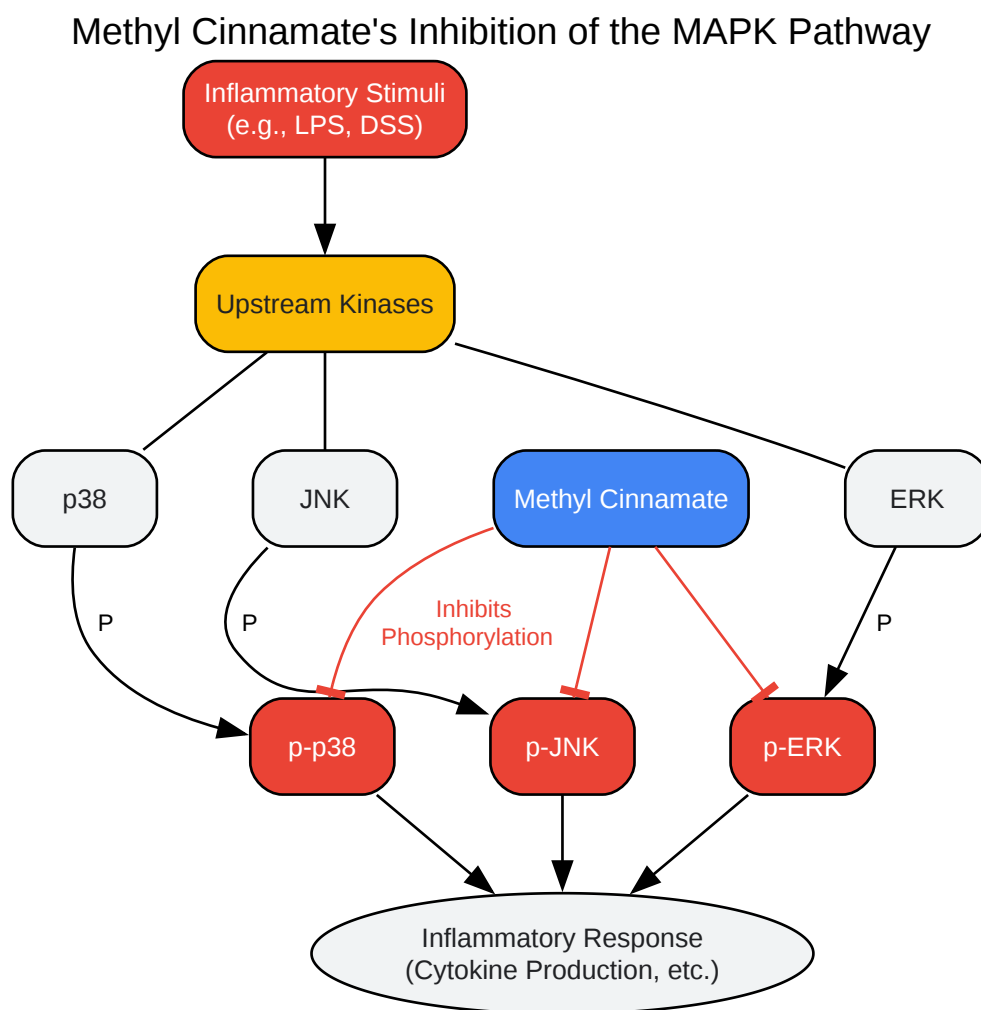 Methyl Cinnamate's Inhibition of the MAPK Pathway
Inflammatory Stimuli
(e.g., LPS, DSS)
Upstream Kinases
p38
JNK
Methyl Cinnamate
ERK
P
P
Inhibits
Phosphorylation
P
p-p38
p-JNK
p-ERK
Inflammatory Response
(Cytokine Production, etc.)